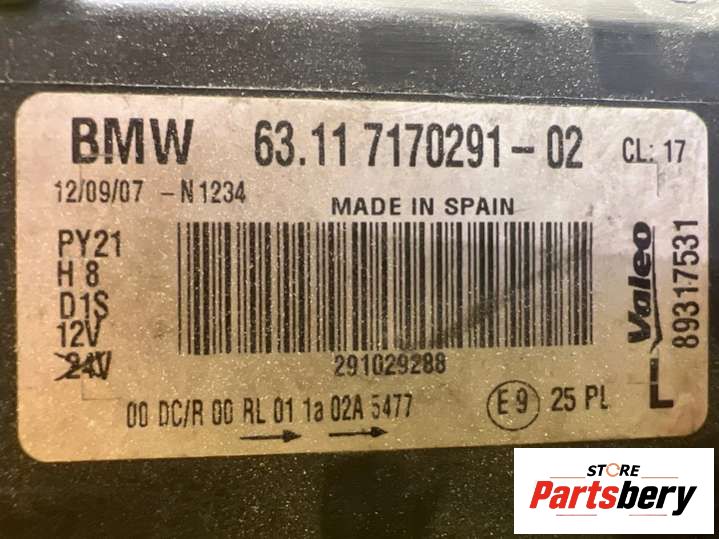 BMW 63.11 7170291-02 CL: 17
12/09/07 -N1234
MADE IN SPAIN
PY21
H8
D1S
12V
24V
291029288
00 DC/R 00 RL 01 1a 02A 5477
E9 25 PL
L
Valeo
89317531
STORE
Partsbery